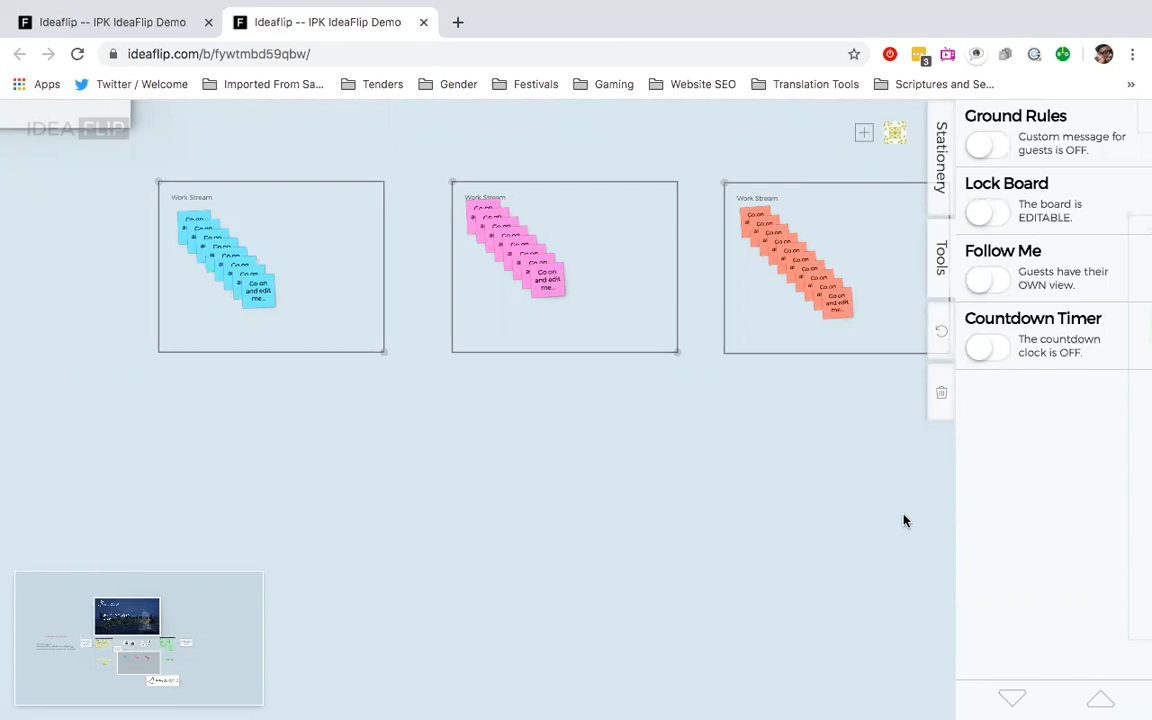 Ideaflip -- IPK IdeaFlip Demo
Ideaflip -- IPK IdeaFlip Demo
ideaflip.com/b/fywtmbd59qbw/
3
Apps
Twitter / Welcome
Imported From Sa...
Tenders
Gender
Festivals
Gaming
Website SEO
Translation Tools
Scriptures and Se...
»
IDEA FLIP
Stationery
Tools
Ground Rules
Custom message for
guests is OFF.
Lock Board
The board is
EDITABLE.
Follow Me
Guests have their
OWN view.
Countdown Timer
The countdown
clock is OFF.
Work Stream
Go on
and edit
me...
Work Stream
Go on
and edit
me...
Work Stream
Go on
and edit
me...